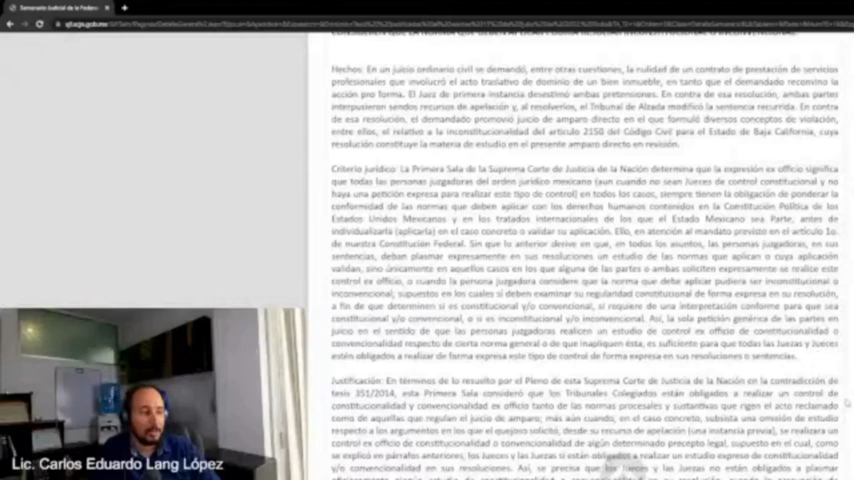 Semanario Judicial de la Federac
sjf.scjn.gob.mx
Hechos: En un juicio ordinario civil se demandó, entre otras cuestiones, la nulidad de un contrato de prestación de servicios
profesionales que involucró el acto traslativo de dominio de un bien inmueble, en tanto que el demandado reconvino la
acción pro forma. El Juez de primera instancia desestimó ambas pretensiones. En contra de esa resolución, ambas partes
interpusieron sendos recursos de apelación y, al resolverlos, el Tribunal de Alzada modificó la sentencia recurrida. En contra
de esa resolución, el demandado promovió juicio de amparo directo en el que formuló diversos conceptos de violación,
entre ellos, el relativo a la inconstitucionalidad del artículo 2150 del Código Civil para el Estado de Baja California, cuya
resolución constituye la materia de estudio en el presente amparo directo en revisión.
Criterio jurídico: La Primera Sala de la Suprema Corte de Justicia de la Nación determina que la expresión ex officio significa
que todas las personas juzgadoras del orden jurídico mexicano (aun cuando no sean Jueces de control constitucional y no
haya una petición expresa para realizar este tipo de control) en todos los casos, siempre tienen la obligación de ponderar la
conformidad de las normas que deben aplicar con los derechos humanos contenidos en la Constitución Política de los
Estados Unidos Mexicanos y en los tratados internacionales de los que el Estado Mexicano sea Parte, antes de
individualizarla (aplicarla) en el caso concreto o validar su aplicación. Ello, en atención al mandato previsto en el artículo 1o.
de nuestra Constitución Federal. Sin que lo anterior derive en que, en todos los asuntos, las personas juzgadoras, en sus
sentencias, deban plasmar expresamente en sus resoluciones un estudio de las normas que aplican o cuya aplicación
validan, sino únicamente en aquellos casos en los que alguna de las partes o ambas soliciten expresamente se realice este
control ex officio, o cuando la persona juzgadora considere que la norma que debe aplicar pudiera ser inconstitucional o
inconvencional, supuestos en los cuales sí deben examinar su regularidad constitucional de forma expresa en su resolución,
a fin de que determinen si es constitucional y/o convencional, si requiere de una interpretación conforme para que sea
constitucional y/o convencional, o si es inconstitucional y/o inconvencional. Así, la sola petición genérica de las partes en
juicio en el sentido de que las personas juzgadoras realicen un estudio de control ex officio de constitucionalidad o
convencionalidad respecto de cierta norma general o de que inapliquen ésta, es suficiente para que todas las Juezas y Jueces
estén obligados a realizar de forma expresa este tipo de control de forma expresa en sus resoluciones o sentencias.
Justificación: En términos de lo resuelto por el Pleno de esta Suprema Corte de Justicia de la Nación en la contradicción de
tesis 351/2014, esta Primera Sala consideró que los Tribunales Colegiados están obligados a realizar un control de
constitucionalidad y convencionalidad ex officio tanto de las normas procesales y sustantivas que rigen el acto reclamado
como de aquellas que regulan el juicio de amparo; más aún cuando, en el caso concreto, subsista una omisión de estudio
respecto a los argumentos en los que el quejoso solicitó, desde su recurso de apelación (una instancia previa), se realizara un
control ex officio de constitucionalidad o convencionalidad de algún determinado precepto legal, supuesto en el cual, como
se explicó en párrafos anteriores, los Jueces y las Juezas sí están obligados a realizar un estudio expreso de constitucionalidad
y/o convencionalidad en sus resoluciones. Así, se precisa que Jueces y las Juezas no están obligados a plasmar
Lic. Carlos Eduardo Lang López